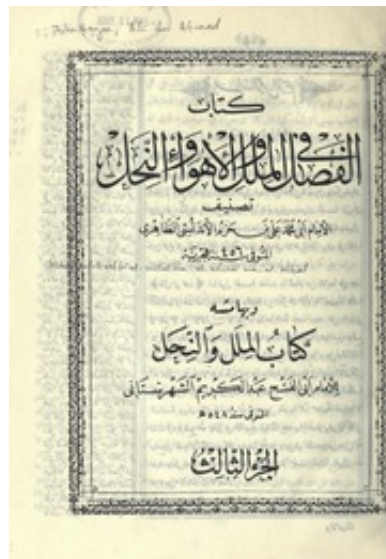 كتاب
الفصل في الملل والأهواء والنحل
تصنيف
الإمام أبي محمد علي بن حزم الأندلسي الظاهري
المتوفى سنة ٤٥٦ هجرية
وبهامشه
كتاب الملل والنحل
للإمام أبي الفتح عبد الكريم الشهرستاني
المتوفى سنة ٥٤٨ هـ
الجزء الثالث